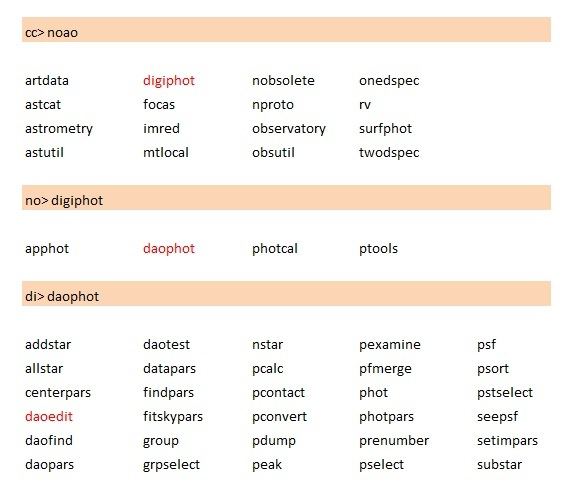 cc> noao
artdata digiphot nobsolete onedspec
astcat focas nproto rv
astrometry imred observatory surfphot
astutil mtlocal obsutil twodspec
no> digiphot
apphot daophot photcal ptools
di> daophot
addstar daotest nstar pexamine psf
allstar datapars pcalc pfmerge psort
centerpars findpars pcontact phot pstselect
daoedit fitskypars pconvert photpars seepsf
daofind group pdump prenumber setimpars
daopars grpselect peak pselect substar